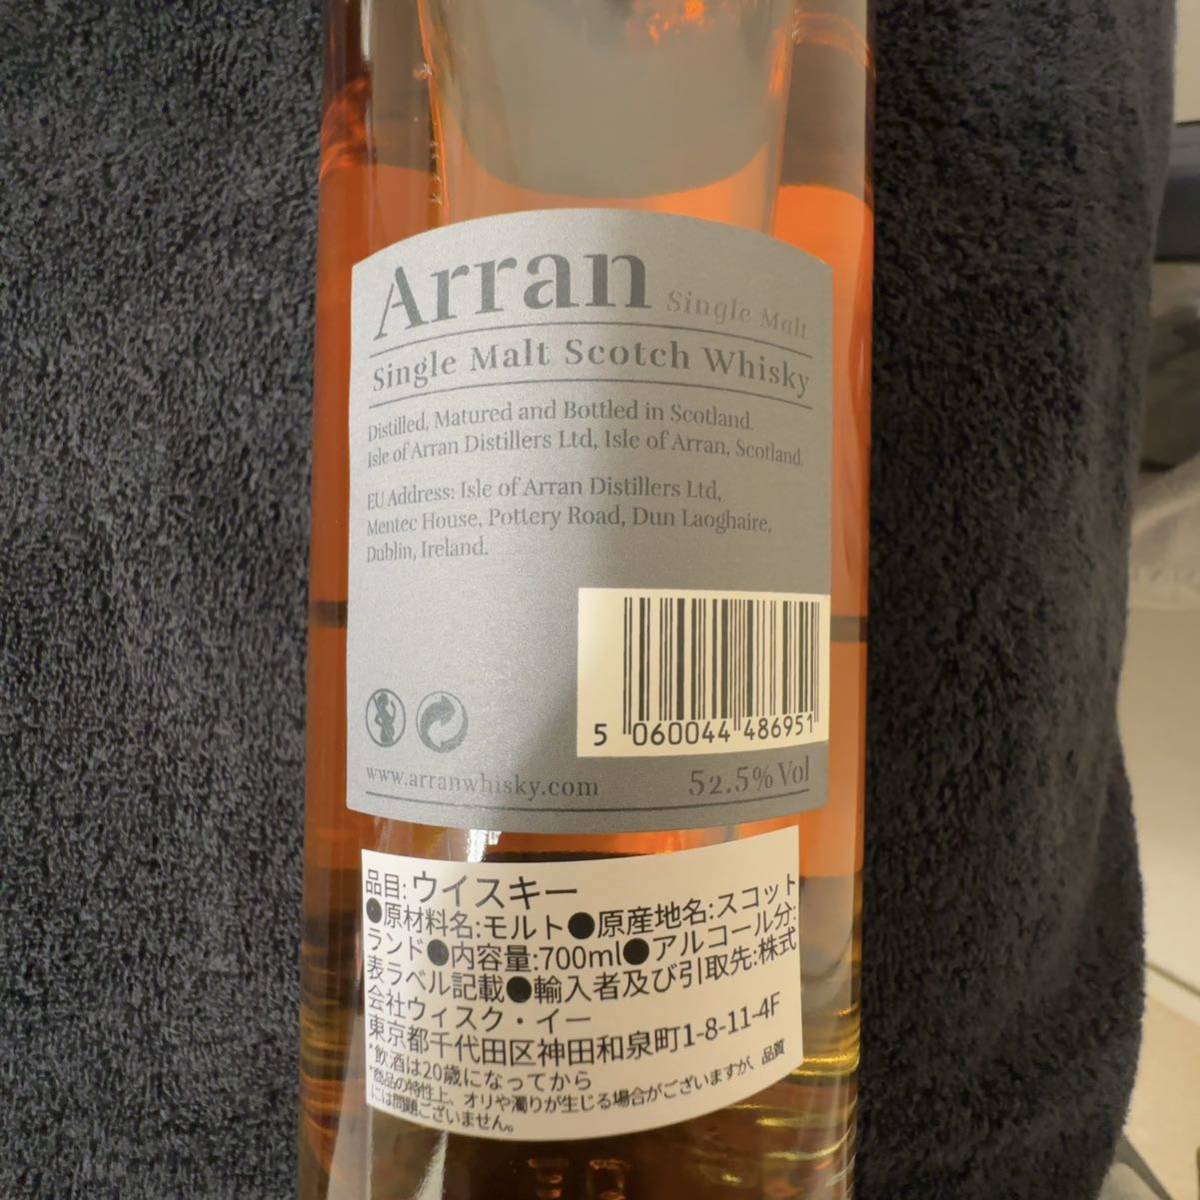 Arran Single Malt
Single Malt Scotch Whisky
Distilled, Matured and Bottled in Scotland.
Isle of Arran Distillers Ltd, Isle of Arran, Scotland.
EU Address: Isle of Arran Distillers Ltd,
Mentec House, Pottery Road, Dun Laoghaire,
Dublin, Ireland.
5 060044 486951
www.arranwhisky.com 52.5% Vol
品目:ウイスキー
●原材料名:モルト●原産地名:スコット
ランド●内容量:700ml●アルコール分:
表ラベル記載●輸入者及び引取先:株式
会社ウィスク・イー
東京都千代田区神田和泉町1-8-11-4F
*飲酒は20歳になってから
*商品の特性上、オリや濁りが生じる場合がございますが、品質
には問題ございません。